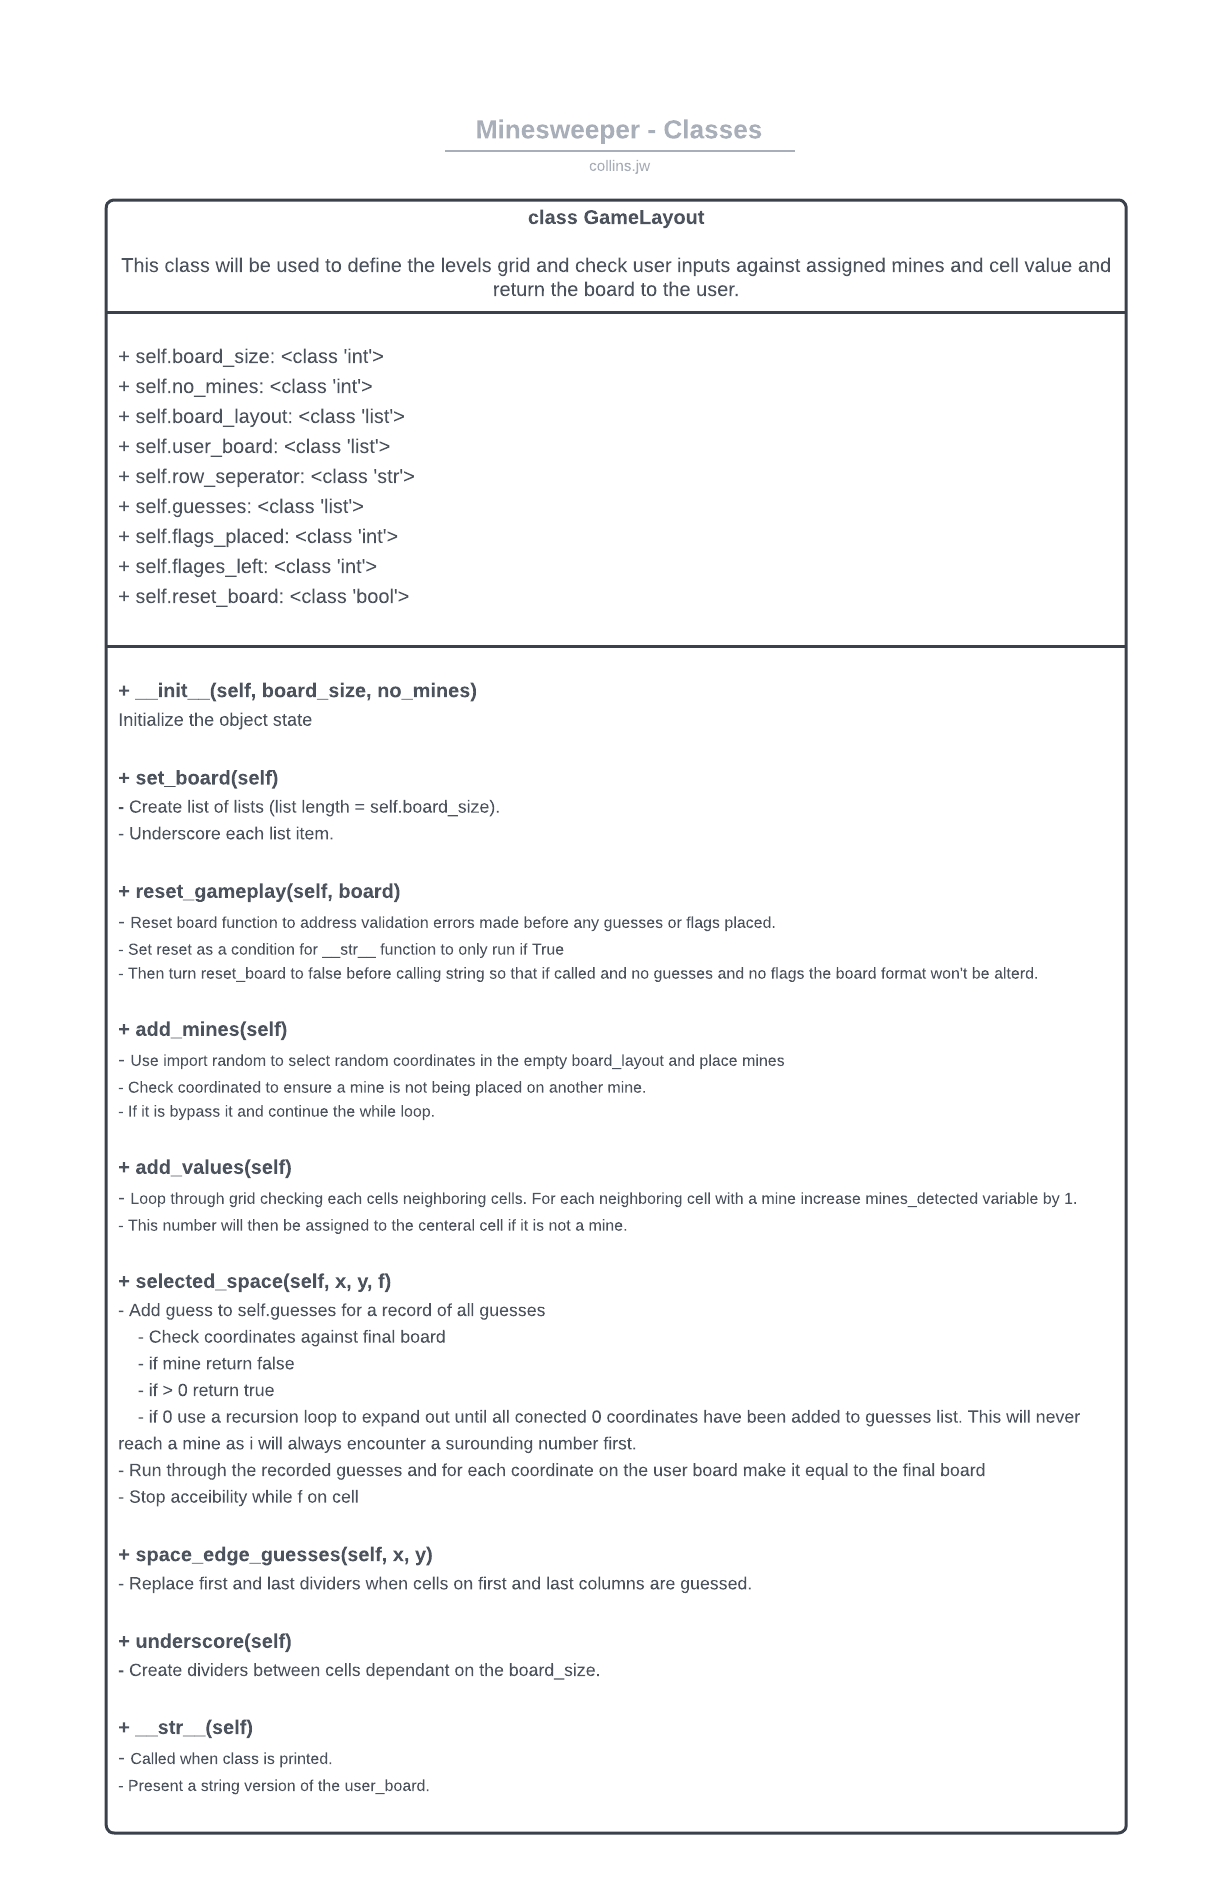 Minesweeper - Classes
collins.jw
class GameLayout
This class will be used to define the levels grid and check user inputs against assigned mines and cell value and
return the board to the user.
+ self.board_size: <class 'int'>
+ self.no_mines: <class 'int'>
+ self.board_layout: <class 'list'>
+ self.user_board: <class 'list'>
+ self.row_seperator: <class 'str'>
+ self.guesses: <class 'list'>
+ self.flags_placed: <class 'int'>
+ self.flages_left: <class 'int'>
+ self.reset_board: <class 'bool'>
+ __init__(self, board_size, no_mines)
Initialize the object state
+ set_board(self)
- Create list of lists (list length = self.board_size).
- Underscore each list item.
+ reset_gameplay(self, board)
- Reset board function to address validation errors made before any guesses or flags placed.
- Set reset as a condition for __str__ function to only run if True
- Then turn reset_board to false before calling string so that if called and no guesses and no flags the board format won't be alterd.
+ add_mines(self)
- Use import random to select random coordinates in the empty board_layout and place mines
- Check coordinated to ensure a mine is not being placed on another mine.
- If it is bypass it and continue the while loop.
+ add_values(self)
- Loop through grid checking each cells neighboring cells. For each neighboring cell with a mine increase mines_detected variable by 1.
- This number will then be assigned to the centeral cell if it is not a mine.
+ selected_space(self, x, y, f)
- Add guess to self.guesses for a record of all guesses
- Check coordinates against final board
- if mine return false
- if > 0 return true
- if 0 use a recursion loop to expand out until all conected 0 coordinates have been added to guesses list. This will never
reach a mine as i will always encounter a surounding number first.
- Run through the recorded guesses and for each coordinate on the user board make it equal to the final board
- Stop acceibility while f on cell
+ space_edge_guesses(self, x, y)
- Replace first and last dividers when cells on first and last columns are guessed.
+ underscore(self)
- Create dividers between cells dependant on the board_size.
+ __str__(self)
- Called when class is printed.
- Present a string version of the user_board.